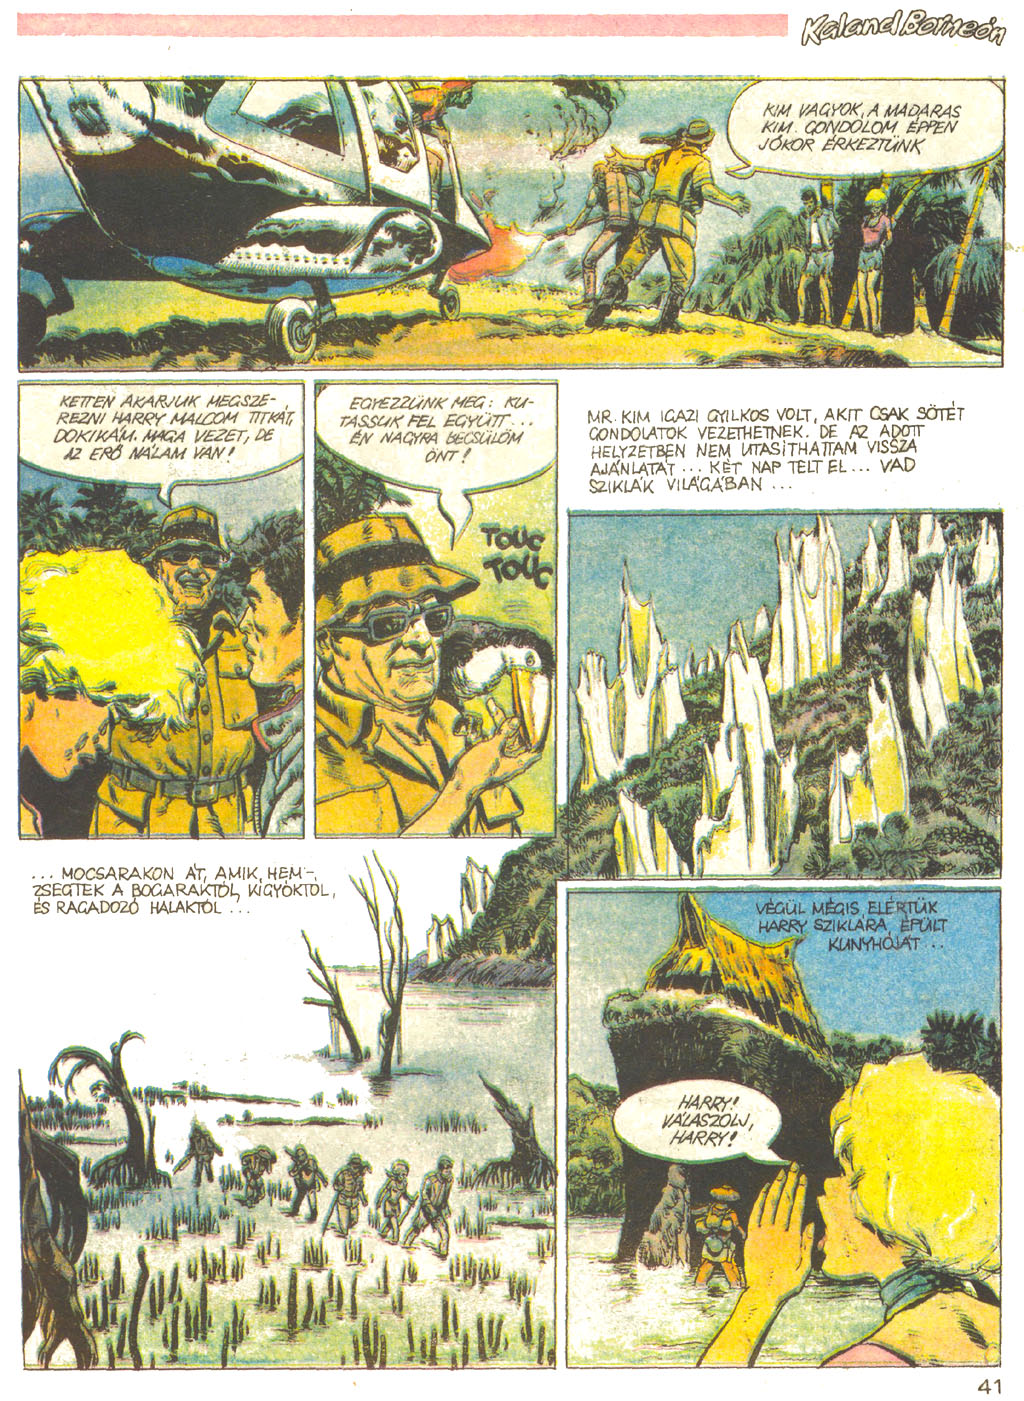 Kaland Borneón
KIM VAGYOK, A MADARAS
KIM. GONDOLOM ÉPPEN
JÓKOR ÉRKEZTÜNK
KETTEN AKARJUK MEGSZE-
REZNI HARRY MALCOM TITKÁT,
DOKIKÁM. MAGA VEZET, DE
AZ ERŐ NÁLAM VAN!
EGYEZZÜNK MEG: KU-
TASSUK FEL EGYÜTT...
ÉN NAGYRA BECSÜLÖM
ÖNT!
TOUC
TOUC
MR. KIM IGAZI GYILKOS VOLT, AKIT CSAK SÖTÉT
GONDOLATOK VEZETHETNEK. DE AZ ADOTT
HELYZETBEN NEM UTASÍTHATTAM VISSZA
AJÁNLATÁT... KÉT NAP TELT EL... VAD
SZIKLÁK VILÁGÁBAN...
... MOCSARAKON ÁT, AMIK HEM-
ZSEGTEK A BOGARAKTÓL, KÍGYÓKTÓL,
ÉS RAGADOZÓ HALAKTÓL...
VÉGÜL MÉGIS ELÉRTÜK
HARRY SZIKLÁRA ÉPÜLT
KUNYHÓJÁT...
HARRY!
VÁLASZOLJ,
HARRY!
41